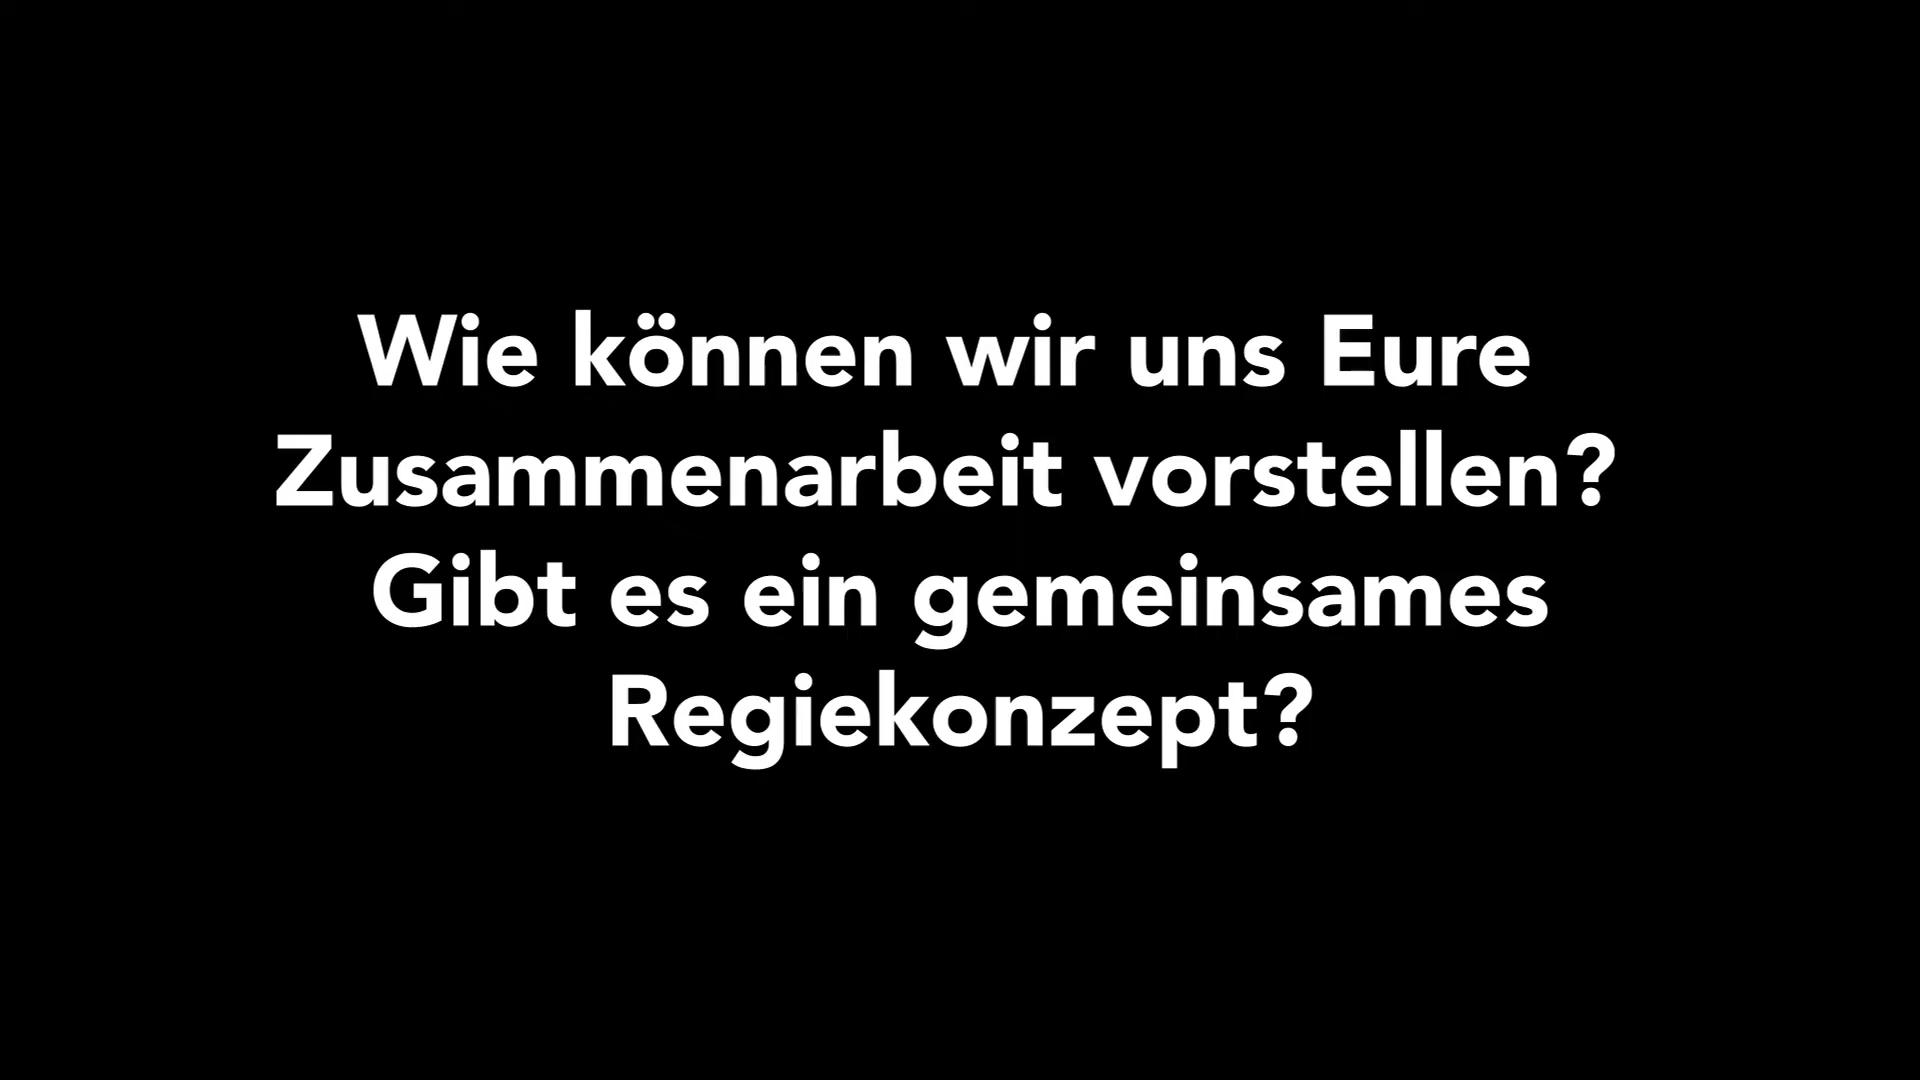 Wie können wir uns Eure
Zusammenarbeit vorstellen?
Gibt es ein gemeinsames
Regiekonzept?